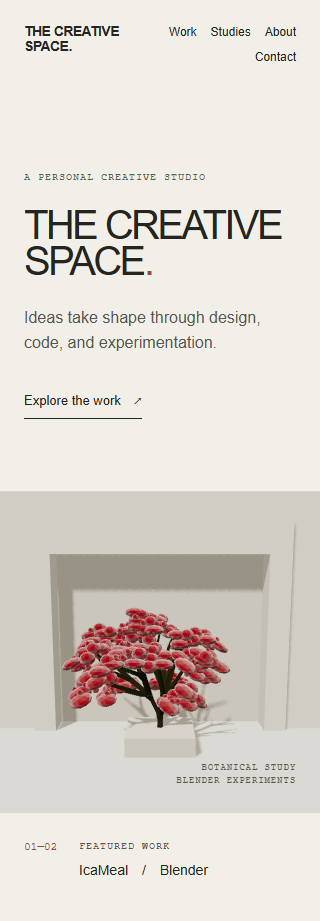 THE CREATIVE
SPACE.
Work Studies About
Contact
A PERSONAL CREATIVE STUDIO
THE CREATIVE
SPACE.
Ideas take shape through design,
code, and experimentation.
Explore the work ↗
BOTANICAL STUDY
BLENDER EXPERIMENTS
01—02 FEATURED WORK
IcaMeal / Blender